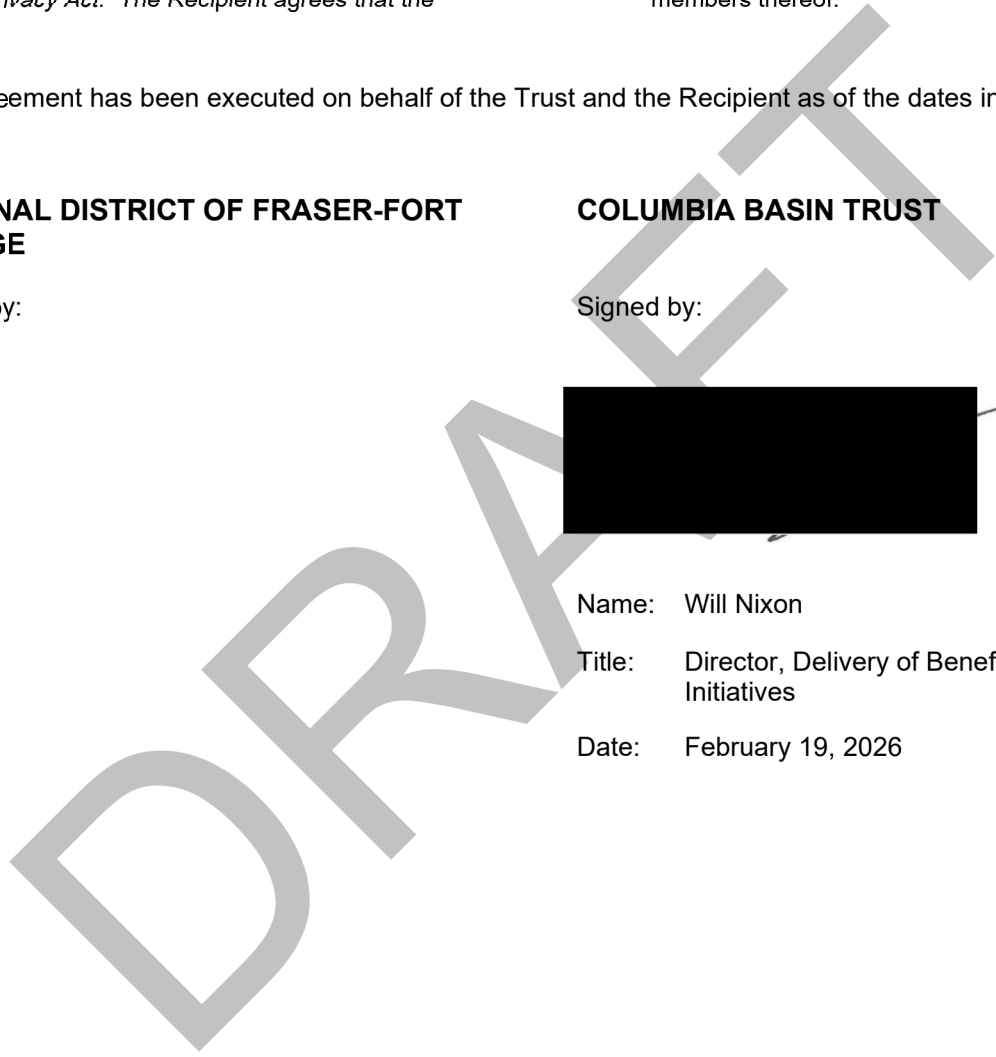 ivacy Act. The Recipient agrees that the
members thereof.
eement has been executed on behalf of the Trust and the Recipient as of the dates in
NAL DISTRICT OF FRASER-FORT
GE
by:
COLUMBIA BASIN TRUST
Signed by:
Name: Will Nixon
Title: Director, Delivery of Benef
Initiatives
Date: February 19, 2026
DRAFT